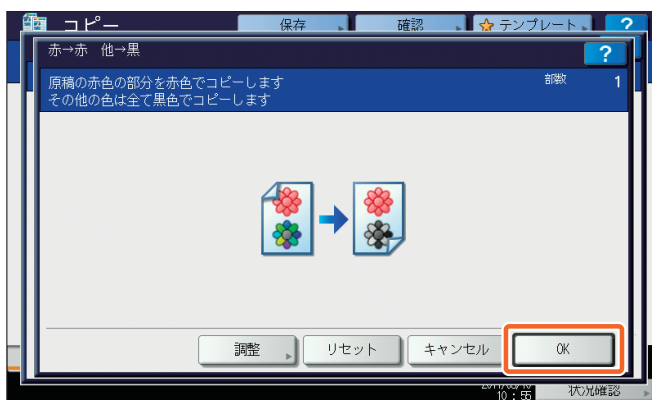 コピー
保存
確認
テンプレート
?
赤→赤 他→黒
?
原稿の赤色の部分を赤色でコピーします
その他の色は全て黒色でコピーします
部数 1
調整
リセット
キャンセル
OK
10:55
状況確認